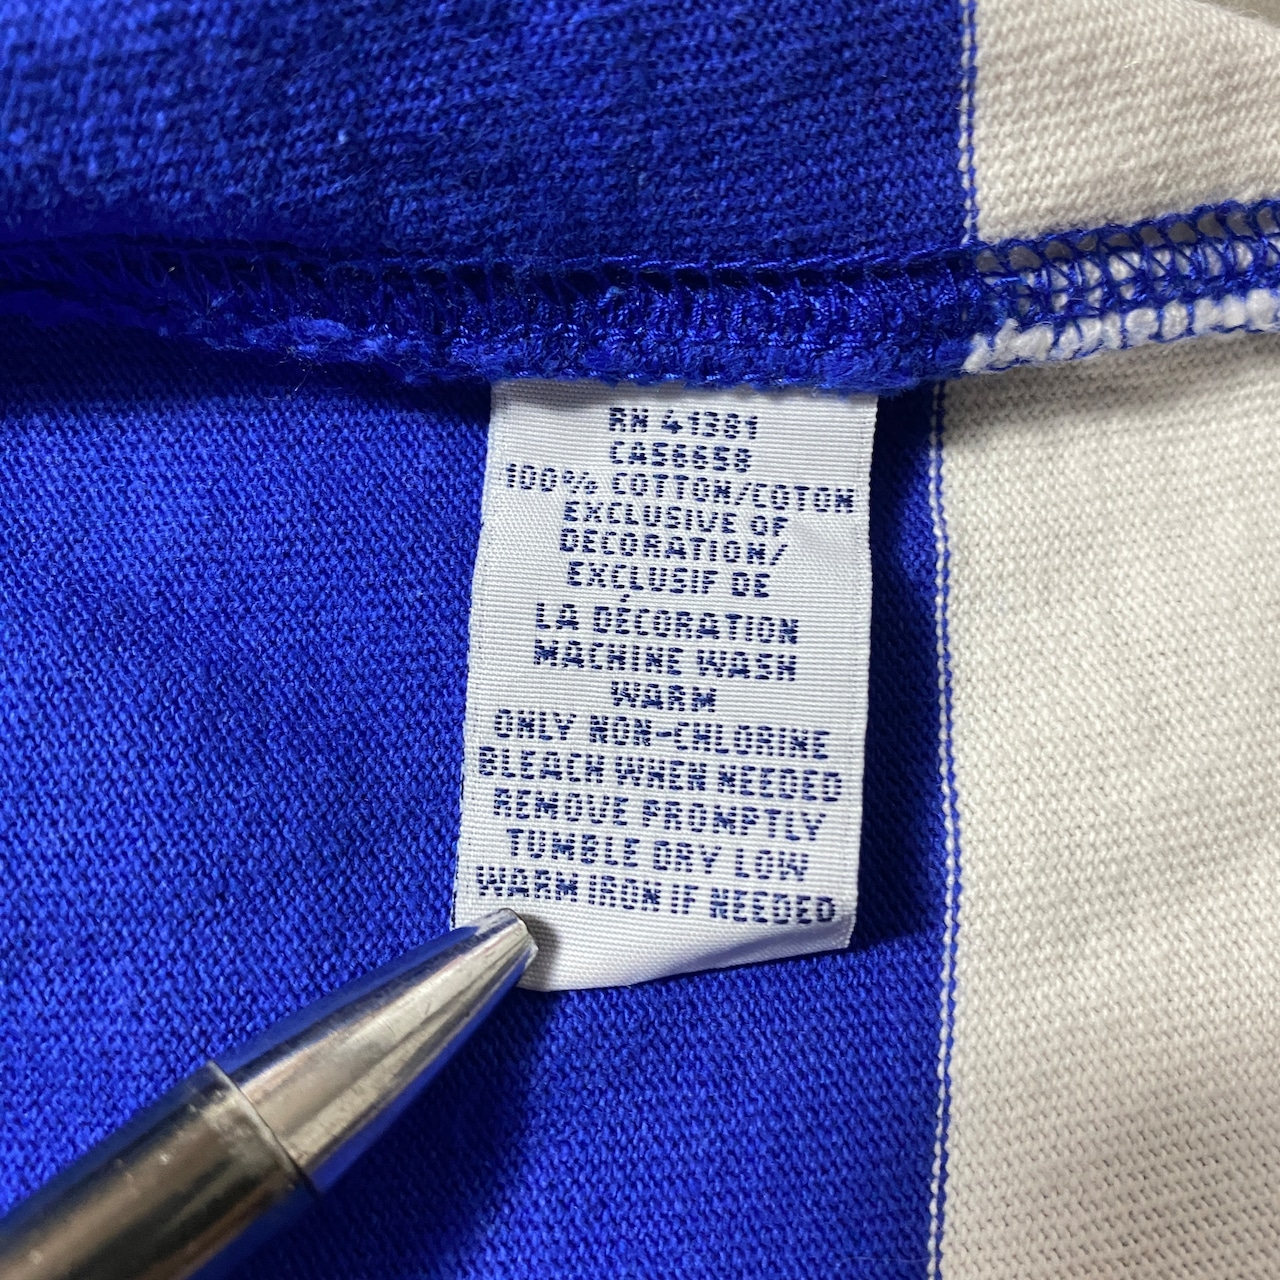 RN 41381
CA56658
100% COTTON/COTON
EXCLUSIVE OF
DECORATION/
EXCLUSIF DE
LA DÉCORATION
MACHINE WASH
WARM
ONLY NON-CHLORINE
BLEACH WHEN NEEDED
REMOVE PROMPTLY
TUMBLE DRY LOW
WARM IRON IF NEEDED